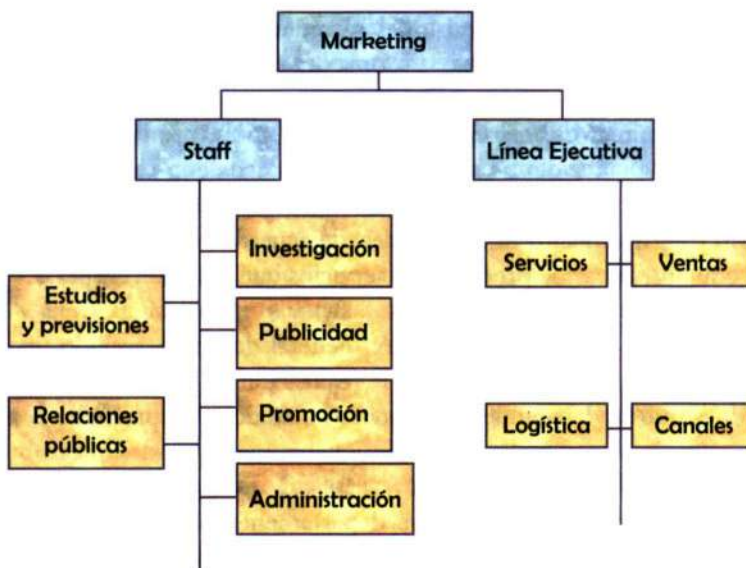 Marketing
Staff
Línea Ejecutiva
Investigación
Estudios
y previsiones
Publicidad
Relaciones
públicas
Promoción
Administración
Servicios
Ventas
Logística
Canales